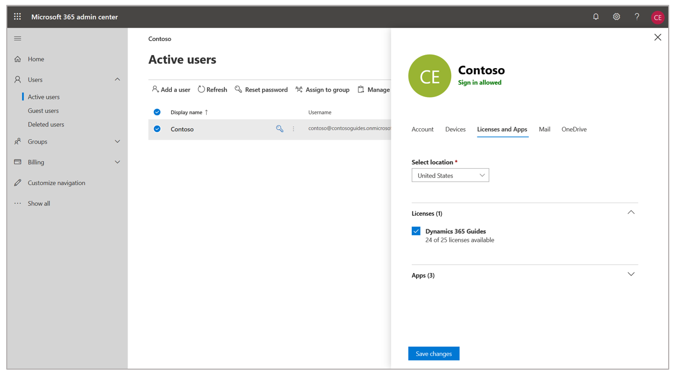 Microsoft 365 admin center
? CE
Home
Users
Active users
Guest users
Deleted users
Groups
Billing
Customize navigation
Show all
Contoso
Active users
Add a user Refresh Reset password Assign to group Manage
Display name ↑ Username
Contoso contoso@contosoguides.onmicroso
CE
Contoso
Sign in allowed
Account Devices Licenses and Apps Mail OneDrive
Select location *
United States
Licenses (1)
Dynamics 365 Guides
24 of 25 licenses available
Apps (3)
Save changes